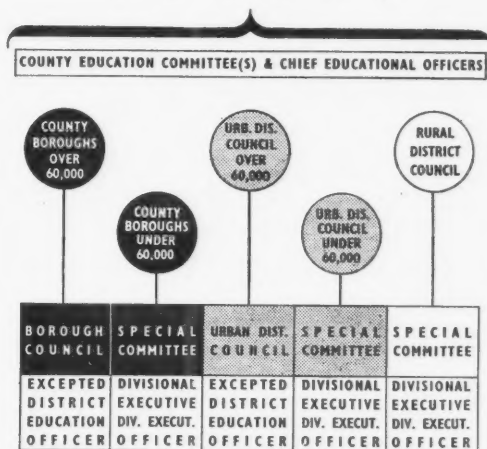 COUNTY EDUCATION COMMITTEE(S) & CHIEF EDUCATIONAL OFFICERS
COUNTY
BOROUGHS
OVER
60,000
COUNTY
BOROUGHS
UNDER
60,000
URB. DIS.
COUNCIL
OVER
60,000
URB. DIS.
COUNCIL
UNDER
60,000
RURAL
DISTRICT
COUNCIL
BOROUGH
COUNCIL
SPECIAL
COMMITTEE
URBAN DIST.
COUNCIL
SPECIAL
COMMITTEE
SPECIAL
COMMITTEE
EXCEPTED
DISTRICT
EDUCATION
OFFICER
DIVISIONAL
EXECUTIVE
DIV. EXECUT.
OFFICER
EXCEPTED
DISTRICT
EDUCATION
OFFICER
DIVISIONAL
EXECUTIVE
DIV. EXECUT.
OFFICER
DIVISIONAL
EXECUTIVE
DIV. EXECUT.
OFFICER